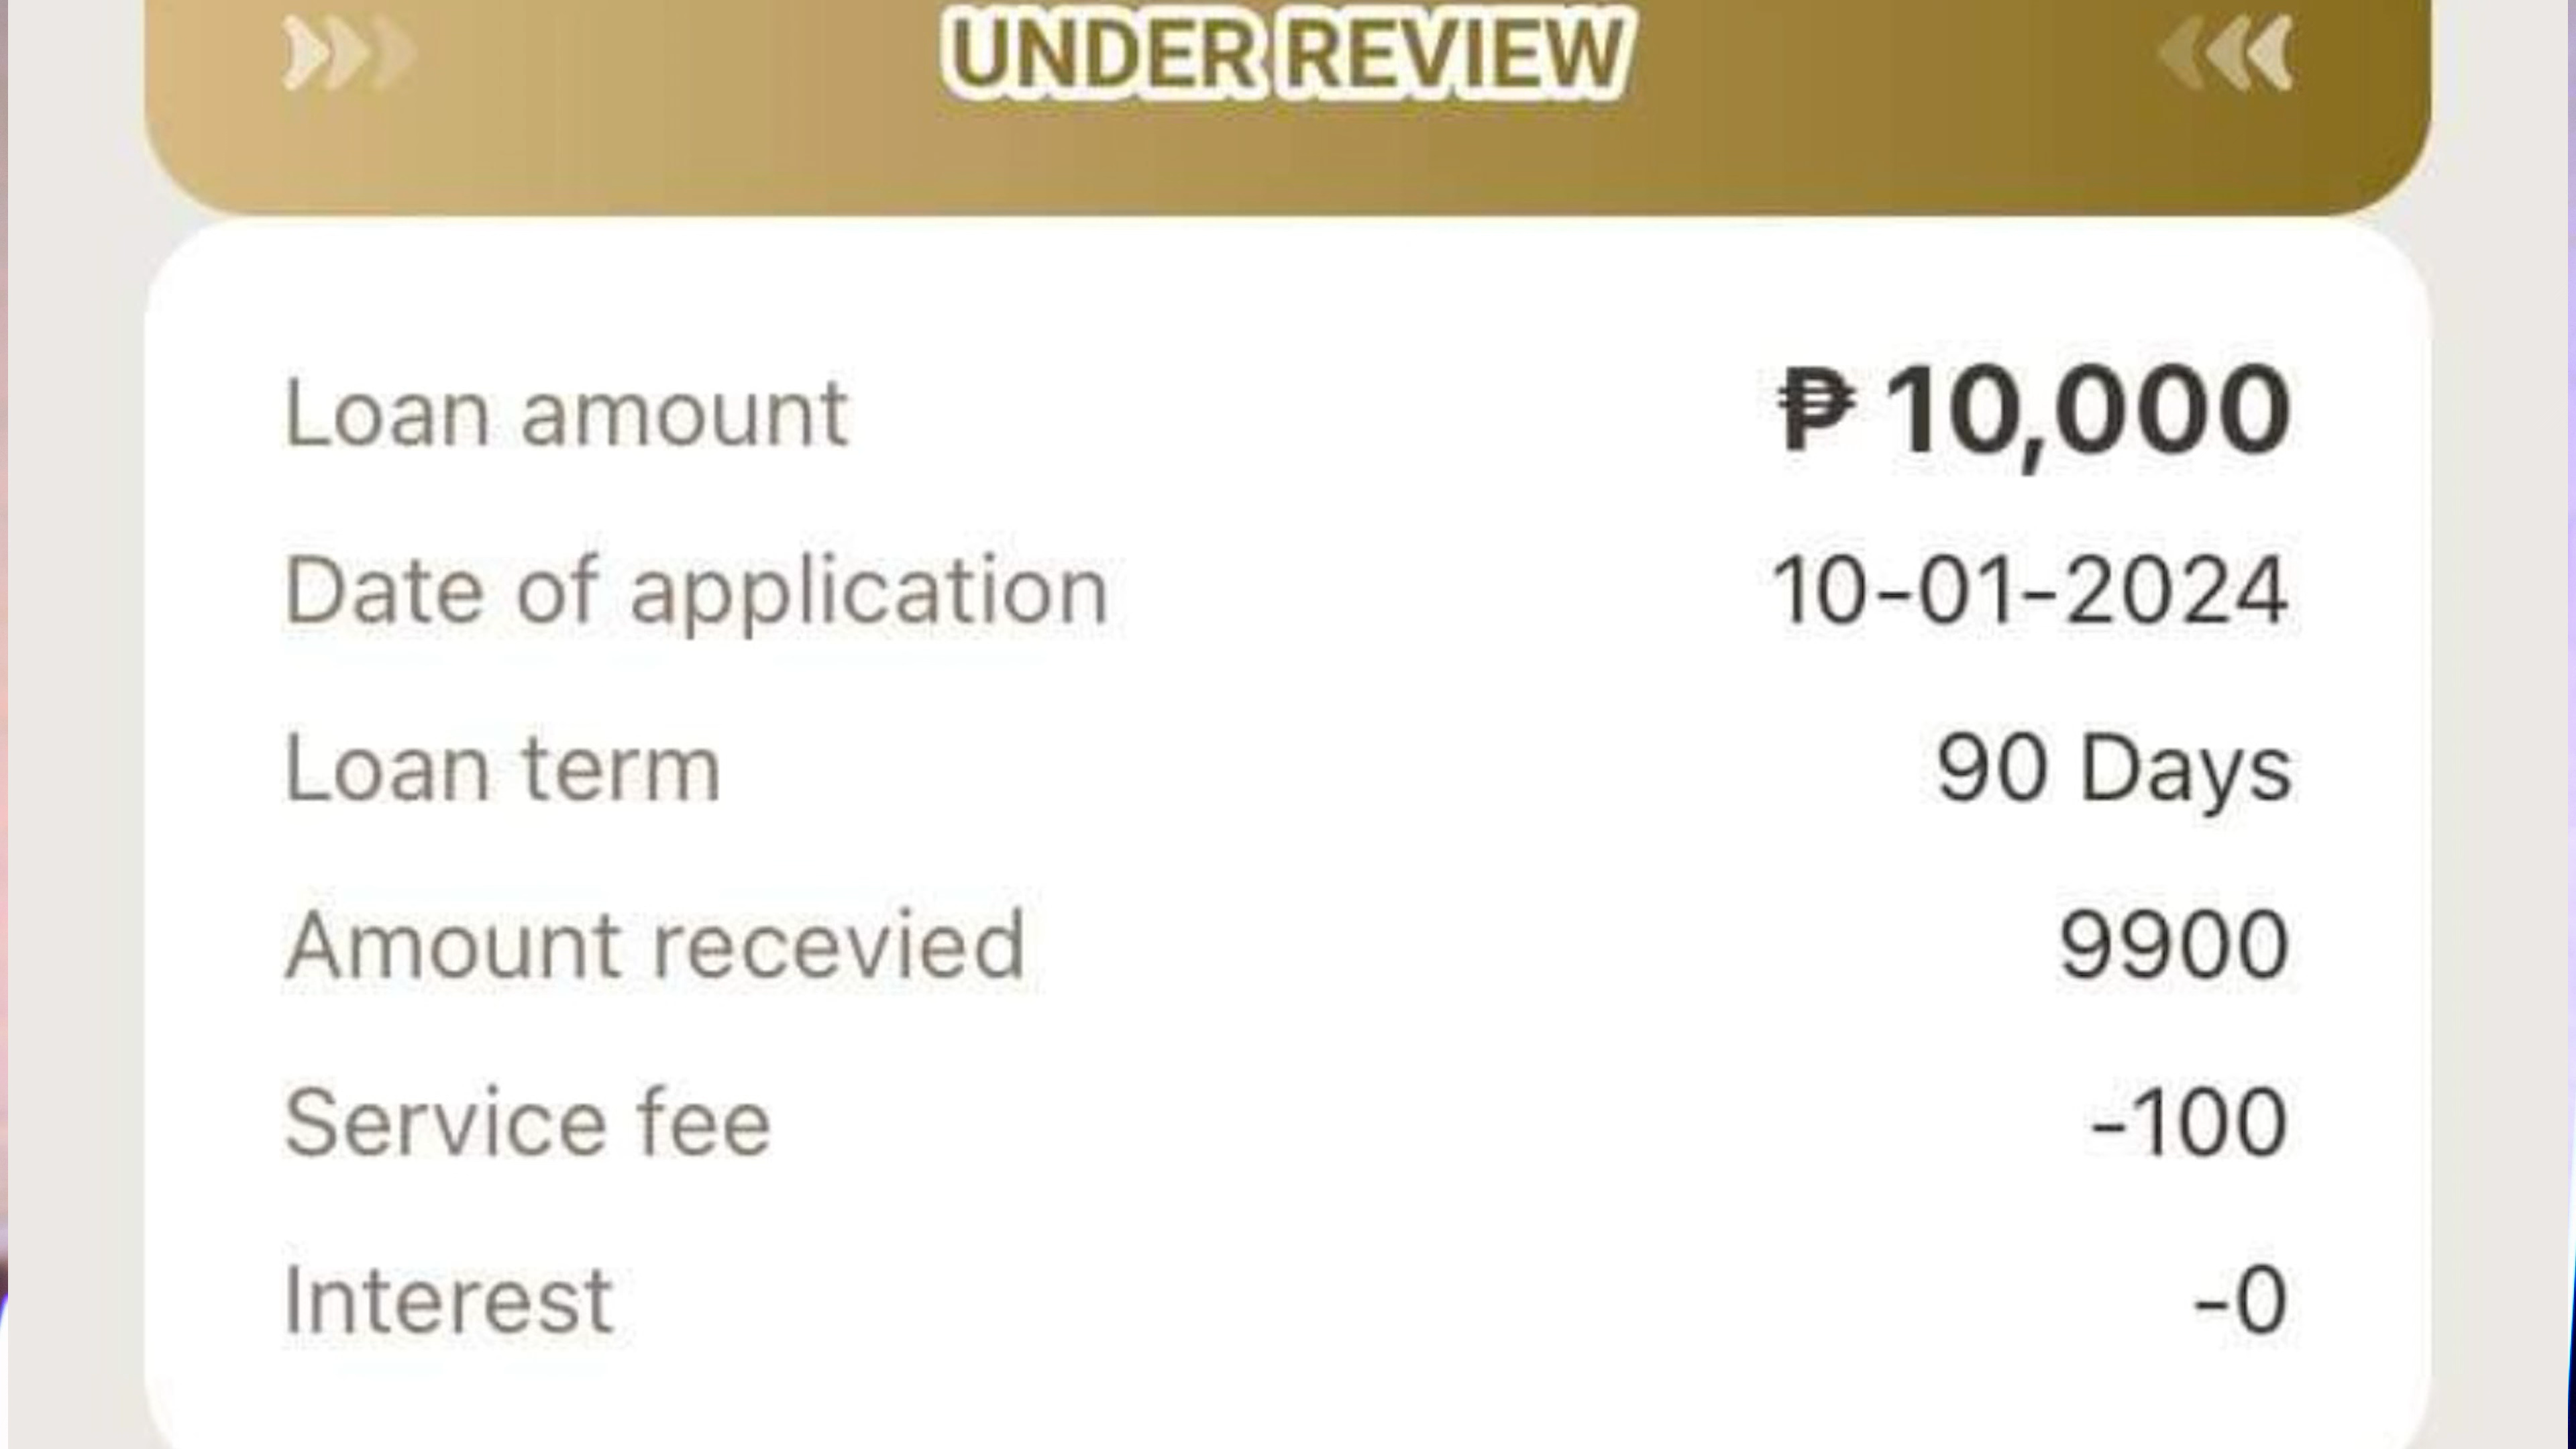 UNDER REVIEW
Loan amount ₱ 10,000
Date of application 10-01-2024
Loan term 90 Days
Amount recevied 9900
Service fee -100
Interest -0